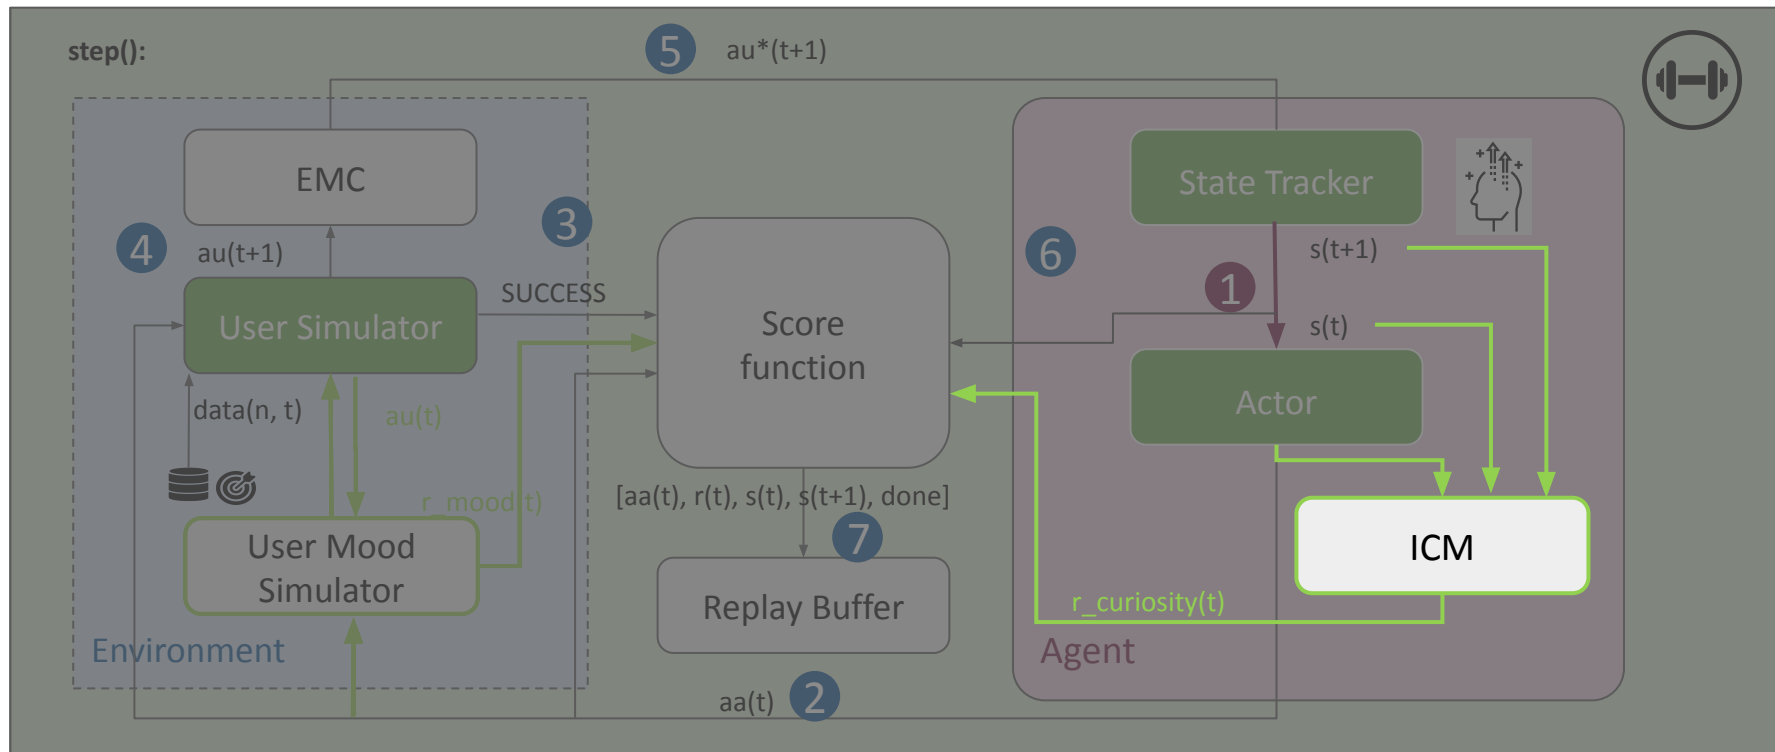 step():
5
au*(t+1)
EMC
State Tracker
3
4
au(t+1)
6
s(t+1)
SUCCESS
1
User Simulator
Score
function
s(t)
data(n, t)
au(t)
Actor
r_mood(t)
[aa(t), r(t), s(t), s(t+1), done]
7
User Mood
Simulator
ICM
Replay Buffer
r_curiosity(t)
Environment
Agent
aa(t)
2